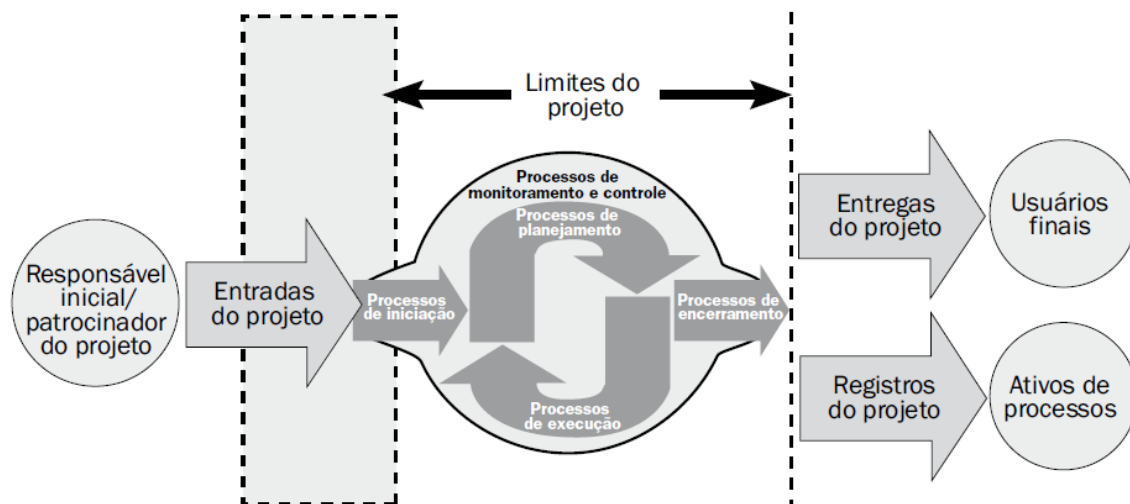 Limites do
projeto
Responsável
inicial/
patrocinador
do projeto
Entradas
do projeto
Processos de
monitoramento e controle
Processos de
planejamento
Processos
de iniciação
Processos de
encerramento
Processos
de execução
Entregas
do projeto
Usuários
finais
Registros
do projeto
Ativos de
processos